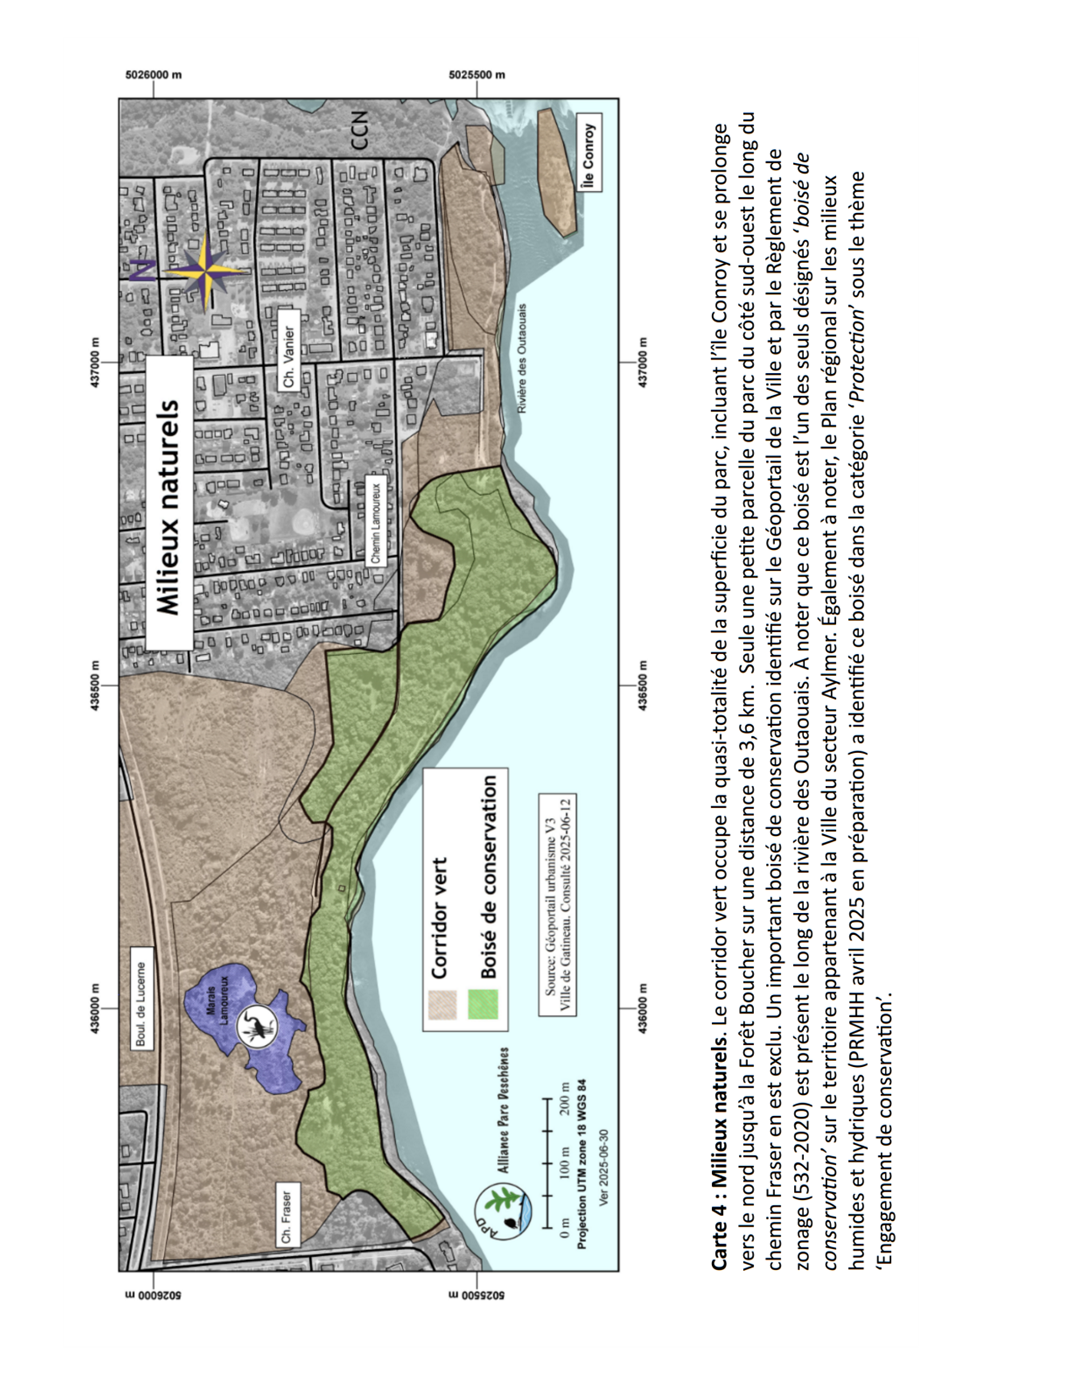 5026000 m
5025500 m
CCN
Île Conroy
N
437000 m
Milieux naturels
Ch. Vanier
Rivière des Outaouais
437000 m
Chemin Lamoureux
436500 m
436500 m
Corridor vert
Boisé de conservation
Source: Géoportail urbanisme V3
Ville de Gatineau. Consulté 2025-06-12
Boul. de Lucerne
Marais
Lamoureux
436000 m
436000 m
Ch. Fraser
APD
Alliance Parc Deschênes
0 m 100 m 200 m
Projection UTM zone 18 WGS 84
Ver 2025-06-30
5026000 m
5025500 m
Carte 4 : Milieux naturels. Le corridor vert occupe la quasi-totalité de la superficie du parc, incluant l’île Conroy et se prolonge
vers le nord jusqu’à la Forêt Boucher sur une distance de 3,6 km. Seule une petite parcelle du parc du côté sud-ouest le long du
chemin Fraser en est exclu. Un important boisé de conservation identifié sur le Géoportail de la Ville et par le Règlement de
zonage (532-2020) est présent le long de la rivière des Outaouais. À noter que ce boisé est l’un des seuls désignés ‘boisé de
conservation’ sur le territoire appartenant à la Ville du secteur Aylmer. Également à noter, le Plan régional sur les milieux
humides et hydriques (PRMHH avril 2025 en préparation) a identifié ce boisé dans la catégorie ‘Protection’ sous le thème
‘Engagement de conservation’.